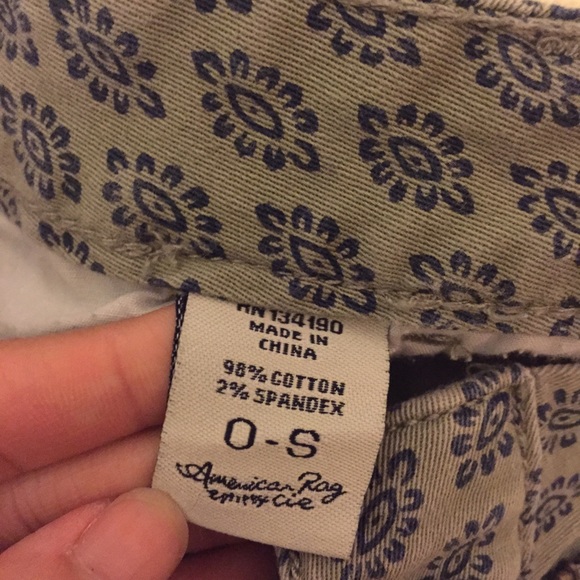 RN 134190
MADE IN
CHINA
98% COTTON
2% SPANDEX
0-S
American Rag
Cie